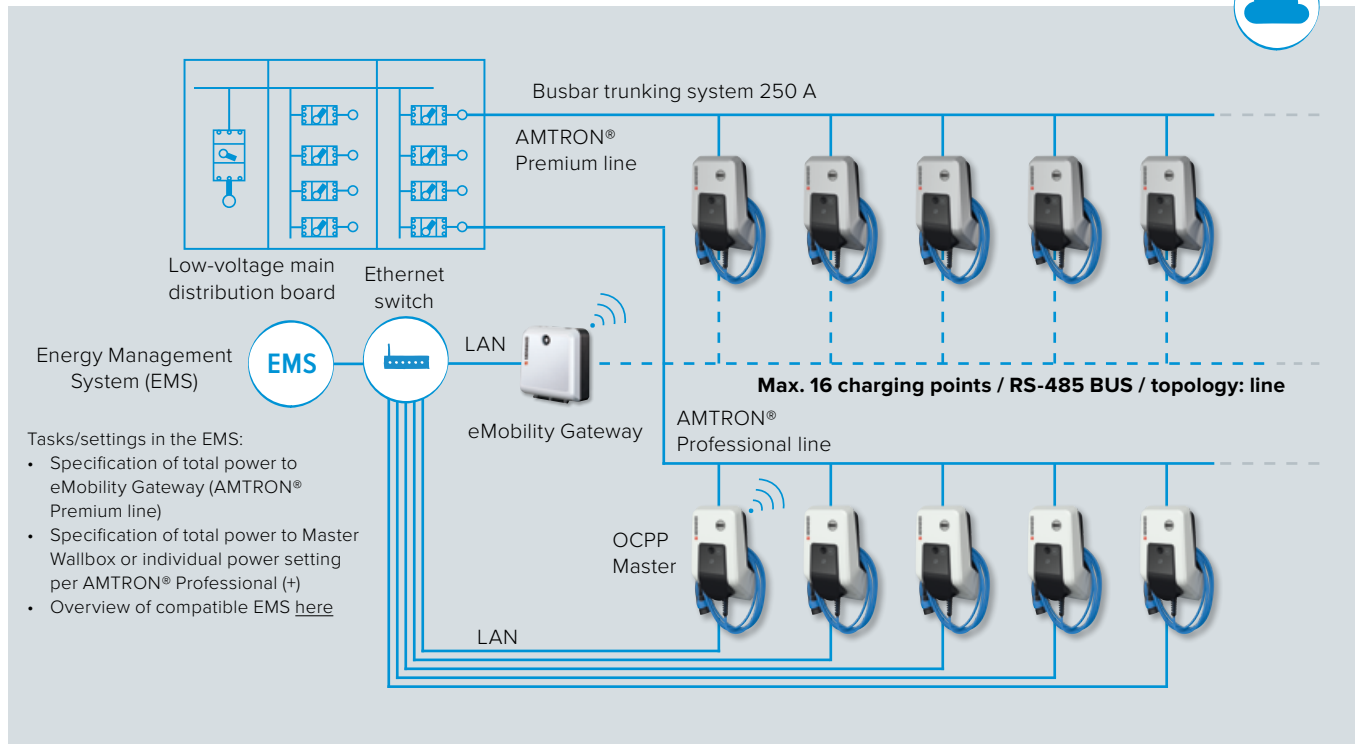 Busbar trunking system 250 A
AMTRON®
Premium line
Low-voltage main
distribution board
Ethernet
switch
LAN
Energy Management
System (EMS)
EMS
Max. 16 charging points / RS-485 BUS / topology: line
eMobility Gateway
AMTRON®
Professional line
Tasks/settings in the EMS:
• Specification of total power to
eMobility Gateway (AMTRON®
Premium line)
• Specification of total power to Master
Wallbox or individual power setting
per AMTRON® Professional (+)
• Overview of compatible EMS here
OCPP
Master
LAN